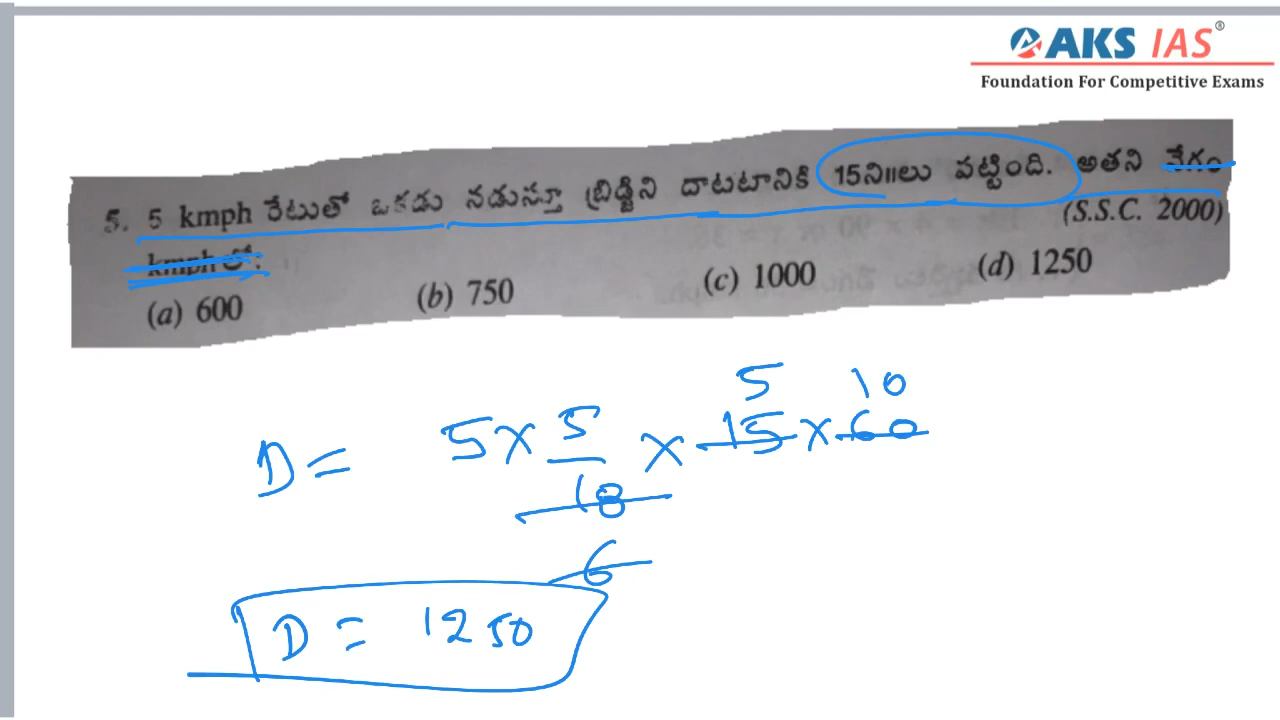 AKS IAS®
Foundation For Competitive Exams
5. 5 kmph రేటుతో ఒకడు నడుస్తూ బ్రిడ్జిని దాటటానికి 15ని॥లు పట్టింది. అతని వేగం
(S.S.C. 2000)
kmphతో:
(a) 600 (b) 750 (c) 1000 (d) 1250
5 10
D = 5 × 5/18 × 15 × 60
6
D = 1250